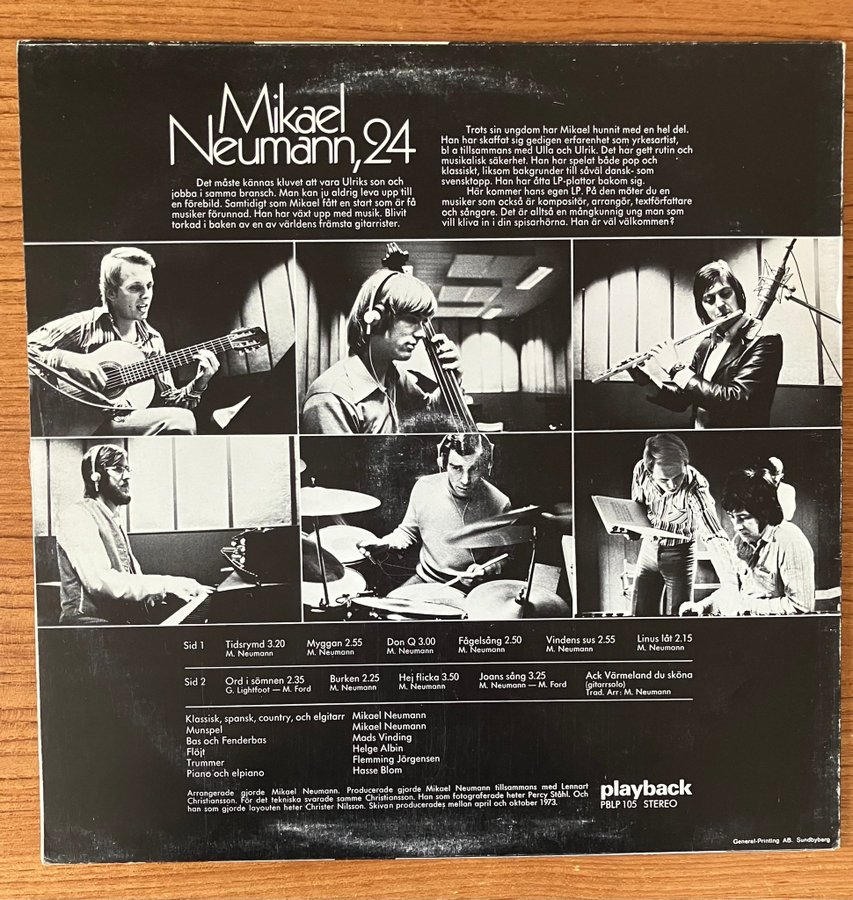 Mikael
Neumann, 24
Det måste kännas kluvet att vara Ulriks son och
jobba i samma bransch. Man kan ju aldrig leva upp till
en förebild. Samtidigt som Mikael fått en start som är få
musiker förunnad. Han har växt upp med musik. Blivit
torkad i baken av en av världens främsta gitarrister.
Trots sin ungdom har Mikael hunnit med en hel del.
Han har skaffat sig gedigen erfarenhet som yrkesartist,
bl a tillsammans med Ulla och Ulrik. Det har gett rutin och
musikalisk säkerhet. Han har spelat både pop och
klassiskt, liksom bakgrunder till såväl dansk- som
svensktopp. Han har åtta LP-plattor bakom sig.
Här kommer hans egen LP. På den möter du en
musiker som också är kompositör, arrangör, textförfattare
och sångare. Det är alltså en mångkunnig ung man som
vill kliva in i din spisarhörna. Han är väl välkommen?
Sid 1 Tidsrymd 3.20 Myggan 2.55 Don Q 3.00 Fågelsång 2.50 Vindens sus 2.55 Linus låt 2.15
M. Neumann M. Neumann M. Neumann M. Neumann M. Neumann M. Neumann
Sid 2 Ord i sömnen 2.35 Burken 2.25 Hej flicka 3.50 Joans sång 3.25 Ack Värmeland du sköna
G. Lightfoot — M. Ford M. Neumann M. Neumann M. Neumann — M. Ford (gitarrsolo)
Trad. Arr: M. Neumann
Klassisk, spansk, country, och elgitarr Mikael Neumann
Munspel Mikael Neumann
Bas och Fenderbas Mads Vinding
Flöjt Helge Albin
Trummer Flemming Jörgensen
Piano och elpiano Hasse Blom
Arrangerade gjorde Mikael Neumann. Producerade gjorde Mikael Neumann tillsammans med Lennart
Christiansson. För det tekniska svarade samme Christiansson. Han som fotograferade heter Percy Ståhl. Och
han som gjorde layouten heter Christer Nilsson. Skivan producerades mellan april och oktober 1973.
playback
PBLP 105 STEREO
General-Printing AB. Sundbyberg